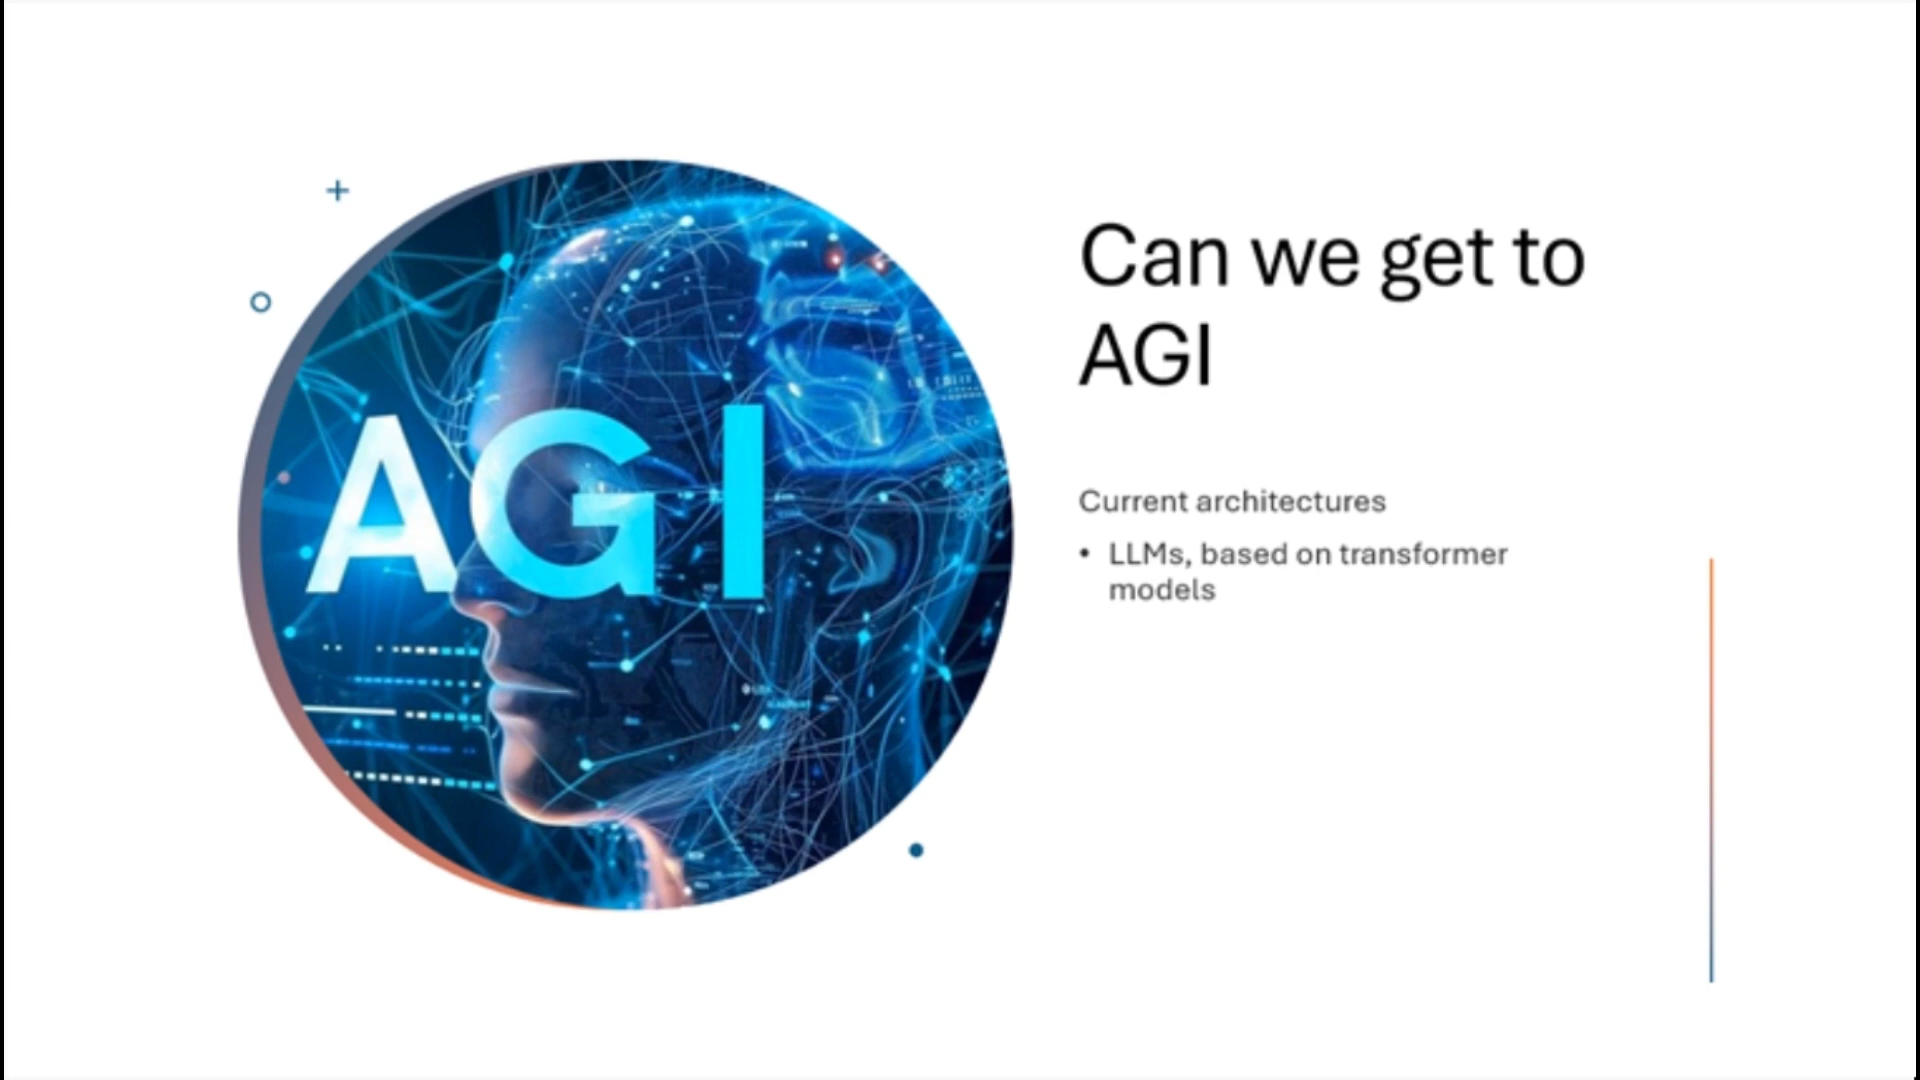 AGI
Can we get to
AGI
Current architectures
• LLMs, based on transformer
models